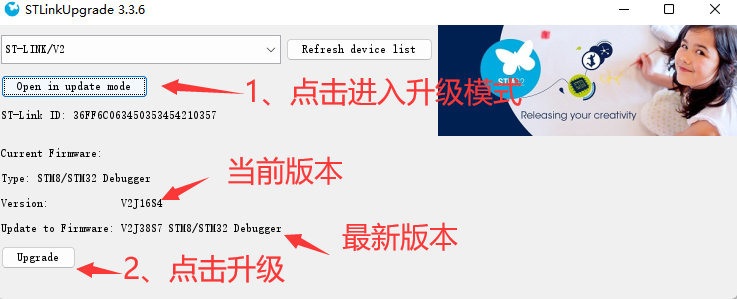 STLinkUpgrade 3.3.6
ST-LINK/V2
Refresh device list
Open in update mode
1、点击进入升级模式
STM32
Releasing your creativity
ST-Link ID: 36FF6C063450353454210357
Current Firmware:
Type: STM8/STM32 Debugger
当前版本
Version: V2J16S4
Update to Firmware: V2J38S7 STM8/STM32 Debugger
最新版本
Upgrade
2、点击升级